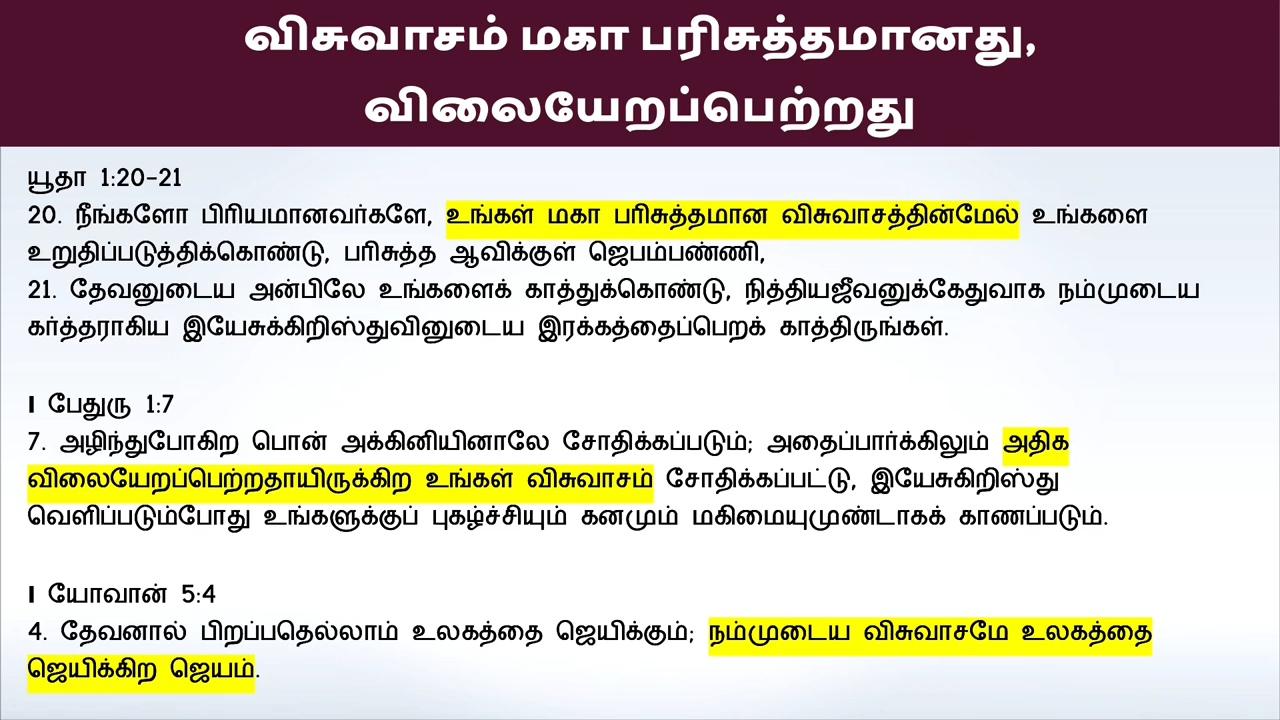 விசுவாசம் மகா பரிசுத்தமானது,
விலையேறப்பெற்றது
யூதா 1:20-21
20. நீங்களோ பிரியமானவர்களே, உங்கள் மகா பரிசுத்தமான விசுவாசத்தின்மேல் உங்களை
உறுதிப்படுத்திக்கொண்டு, பரிசுத்த ஆவிக்குள் ஜெபம்பண்ணி,
21. தேவனுடைய அன்பிலே உங்களைக் காத்துக்கொண்டு, நித்தியஜீவனுக்கேதுவாக நம்முடைய
கர்த்தராகிய இயேசுக்கிறிஸ்துவினுடைய இரக்கத்தைப்பெறக் காத்திருங்கள்.
I பேதுரு 1:7
7. அழிந்துபோகிற பொன் அக்கினியினாலே சோதிக்கப்படும்; அதைப்பார்க்கிலும் அதிக
விலையேறப்பெற்றதாயிருக்கிற உங்கள் விசுவாசம் சோதிக்கப்பட்டு, இயேசுகிறிஸ்து
வெளிப்படும்போது உங்களுக்குப் புகழ்ச்சியும் கனமும் மகிமையுமுண்டாகக் காணப்படும்.
I யோவான் 5:4
4. தேவனால் பிறப்பதெல்லாம் உலகத்தை ஜெயிக்கும்; நம்முடைய விசுவாசமே உலகத்தை
ஜெயிக்கிற ஜெயம்.